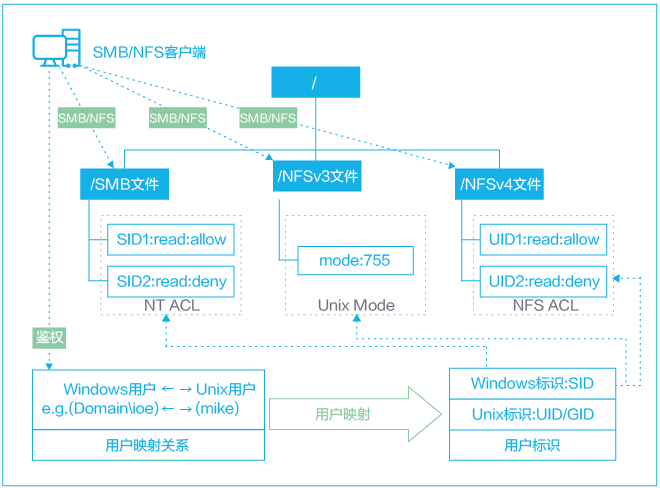 SMB/NFS客户端
/
SMB/NFS
SMB/NFS
SMB/NFS
/SMB文件
/NFSv3文件
/NFSv4文件
SID1:read:allow
SID2:read:deny
NT ACL
mode:755
Unix Mode
UID1:read:allow
UID2:read:deny
NFS ACL
鉴权
Windows用户 ←→ Unix用户
e.g.(Domain\ioe) ←→ (mike)
用户映射关系
用户映射
Windows标识:SID
Unix标识:UID/GID
用户标识